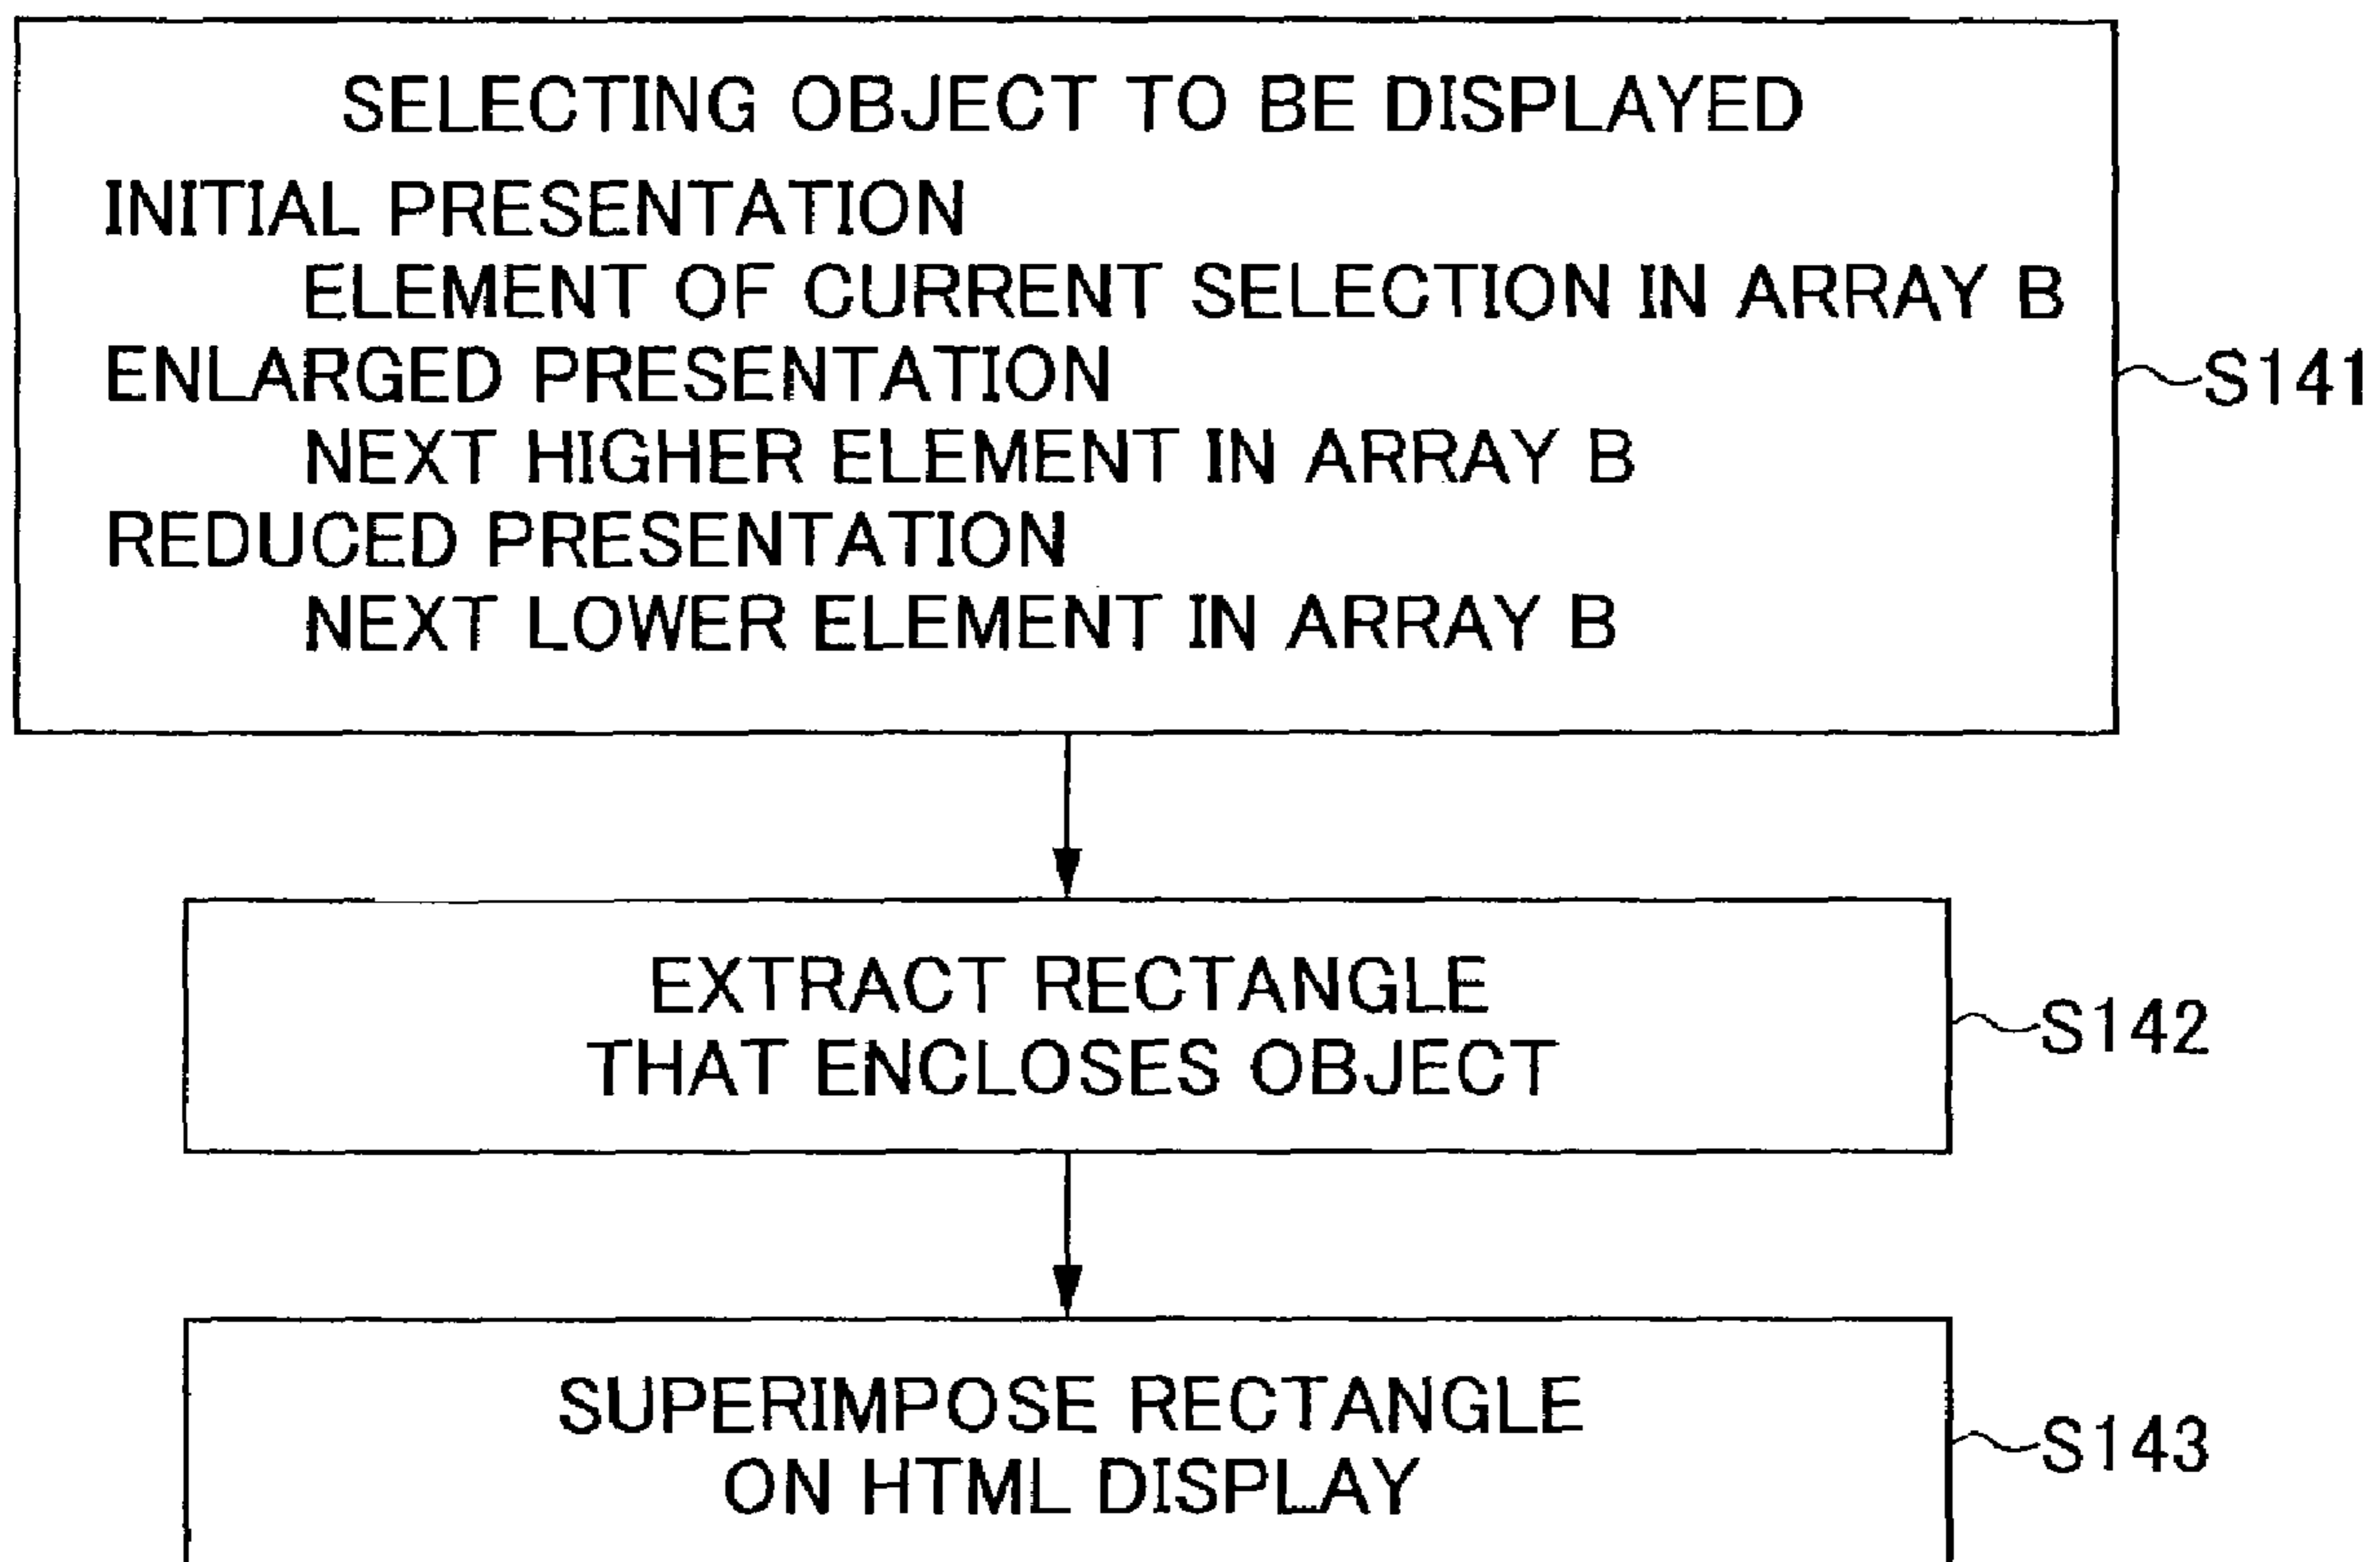 SELECTING OBJECT TO BE DISPLAYED
INITIAL PRESENTATION
ELEMENT OF CURRENT SELECTION IN ARRAY B
ENLARGED PRESENTATION
NEXT HIGHER ELEMENT IN ARRAY B
REDUCED PRESENTATION
NEXT LOWER ELEMENT IN ARRAY B
S141
EXTRACT RECTANGLE
THAT ENCLOSES OBJECT
S142
SUPERIMPOSE RECTANGLE
ON HTML DISPLAY
S143